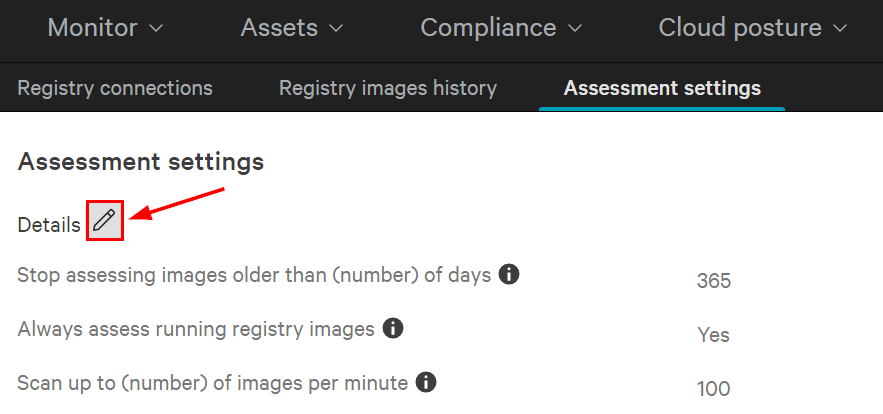 Monitor Assets Compliance Cloud posture
Registry connections Registry images history Assessment settings
Assessment settings
Details
Stop assessing images older than (number) of days 365
Always assess running registry images Yes
Scan up to (number) of images per minute 100